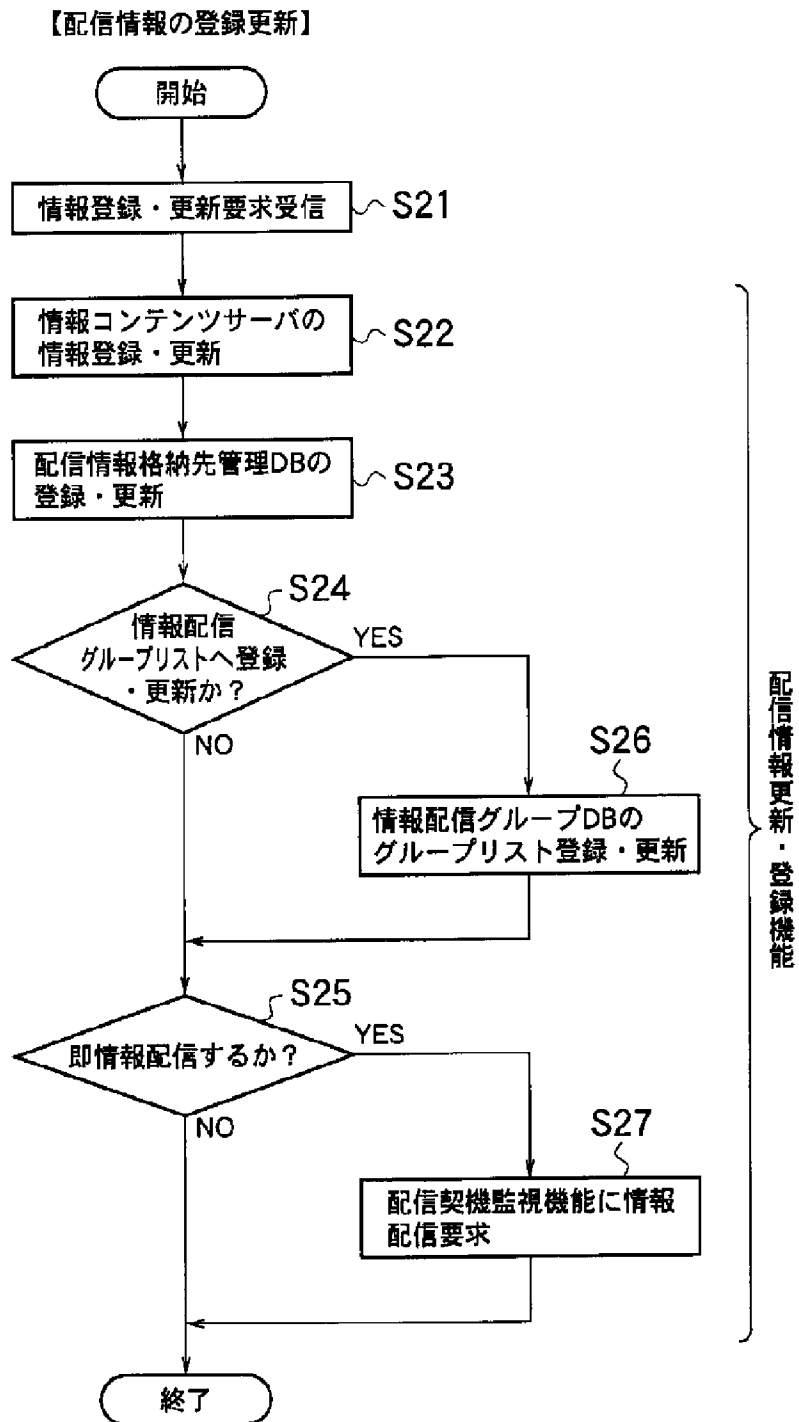 【配信情報の登録更新】
開始
情報登録・更新要求受信
S21
情報コンテンツサーバの
情報登録・更新
S22
配信情報格納先管理DBの
登録・更新
S23
S24
情報配信
グループリストへ登録
・更新か？
YES
NO
S26
情報配信グループDBの
グループリスト登録・更新
S25
即情報配信するか？
YES
NO
S27
配信契機監視機能に情報
配信要求
終了
配信情報更新・登録機能